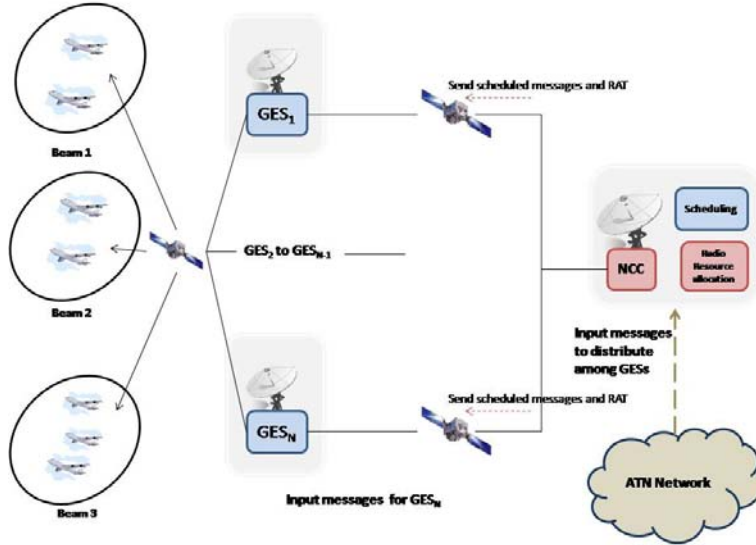 Send scheduled messages and RAT
GES1
Beam 1
Scheduling
GES2 to GESN-1
NCC
Radio
Resource
allocation
Beam 2
Input messages
to distribute
among GESs
Send scheduled messages and RAT
GESN
ATN Network
Input messages for GESN
Beam 3